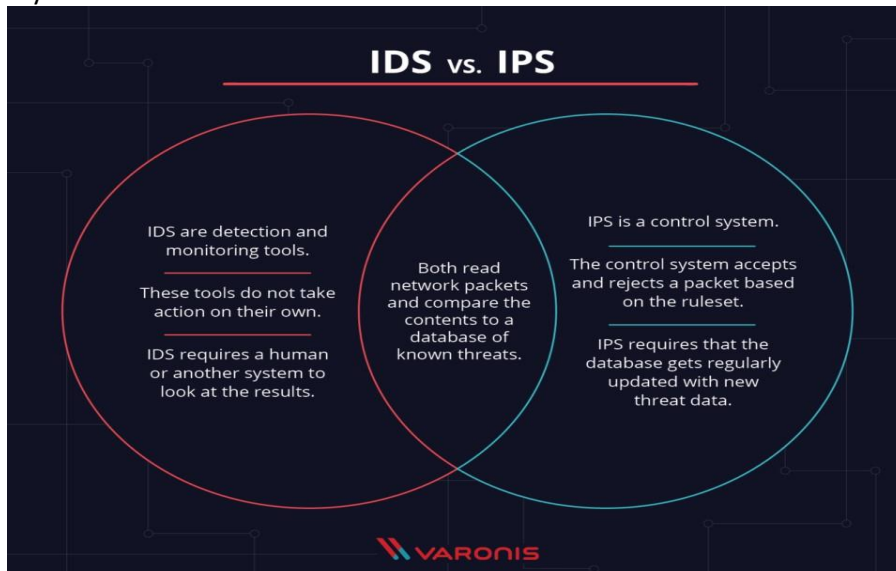 IDS vs. IPS
IDS are detection and
monitoring tools.
These tools do not take
action on their own.
IDS requires a human
or another system to
look at the results.
Both read
network packets
and compare the
contents to a
database of
known threats.
IPS is a control system.
The control system accepts
and rejects a packet based
on the ruleset.
IPS requires that the
database gets regularly
updated with new
threat data.
VARONIS